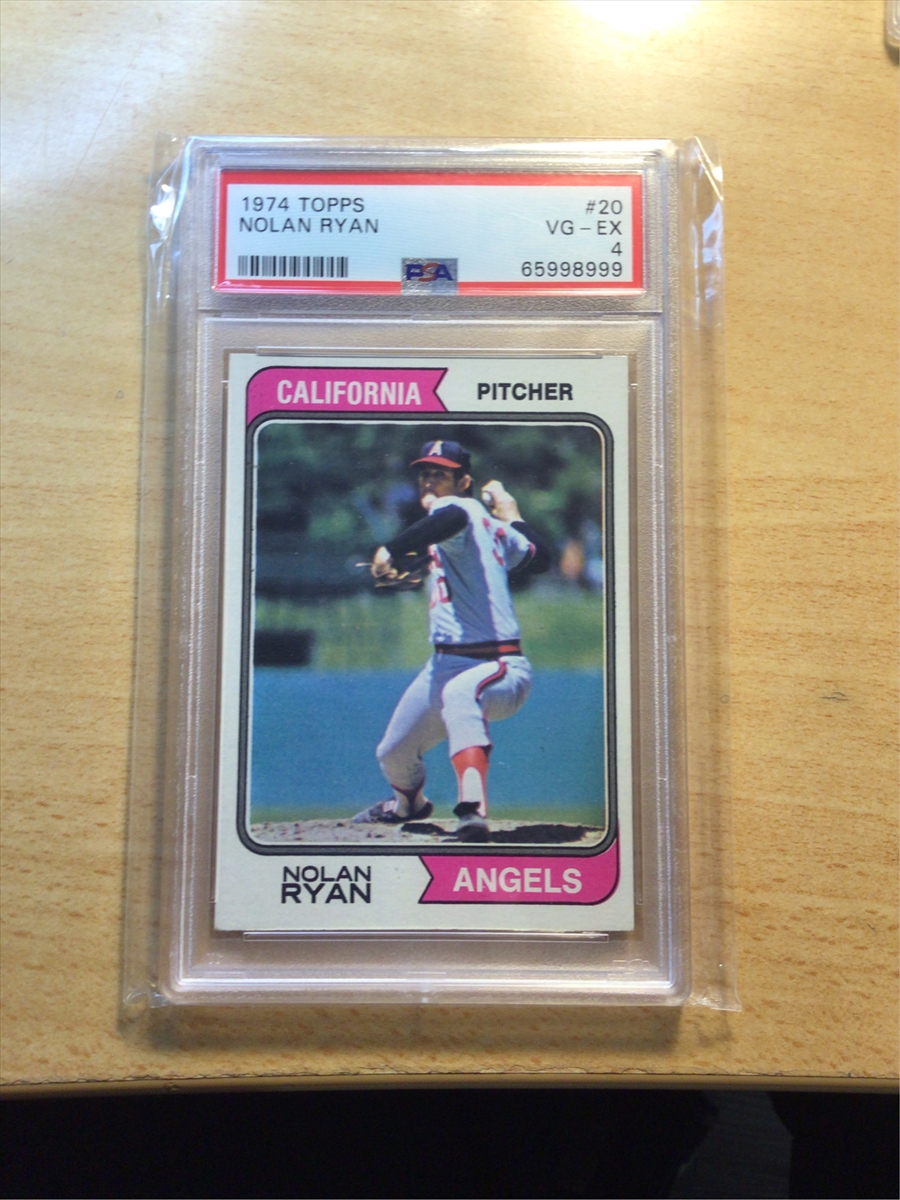 1974 TOPPS #20
NOLAN RYAN VG-EX
4
PSA 65998999
CALIFORNIA PITCHER
A
NOLAN
RYAN
ANGELS